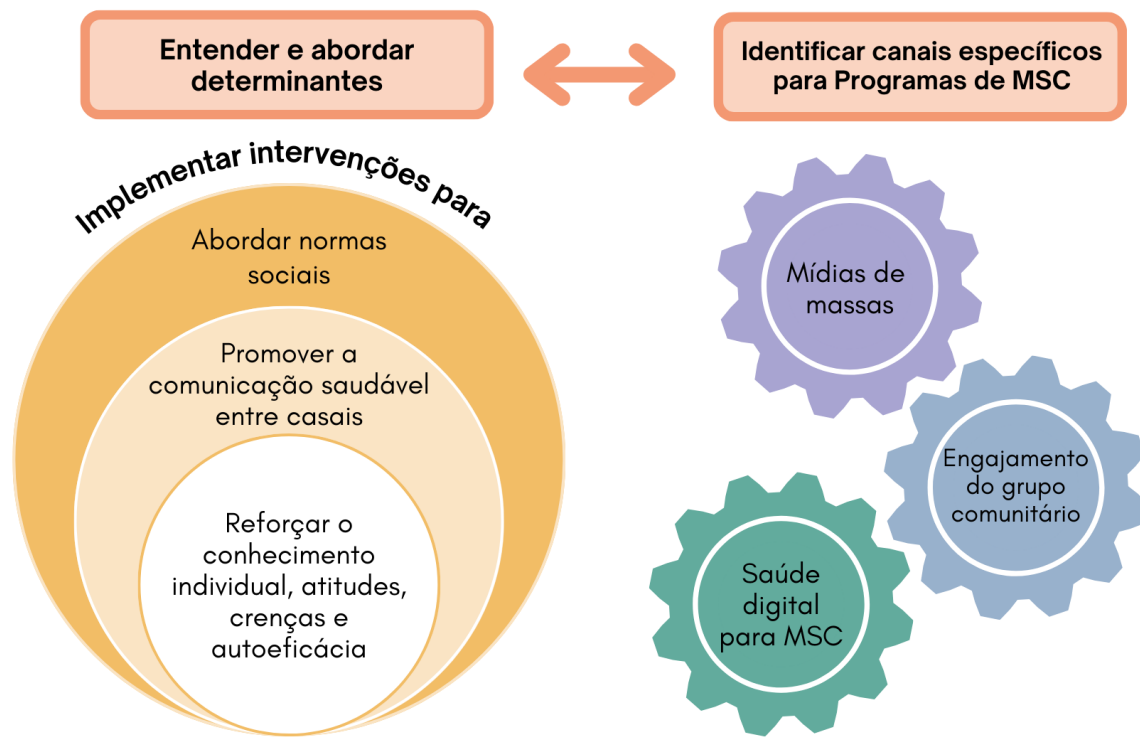 Entender e abordar
determinantes
Identificar canais específicos
para Programas de MSC
Implementar intervenções para
Abordar normas
sociais
Promover a
comunicação saudável
entre casais
Reforçar o
conhecimento
individual, atitudes,
crenças e
autoeficácia
Mídias de
massas
Engajamento
do grupo
comunitário
Saúde
digital
para MSC